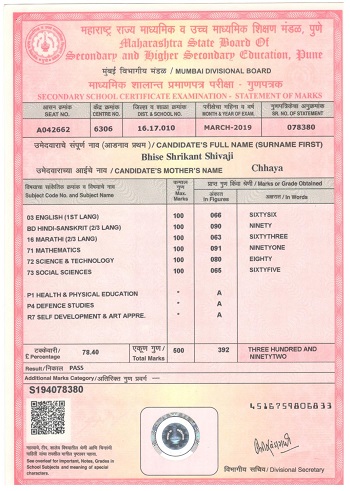 महाराष्ट्र राज्य माध्यमिक व उच्च माध्यमिक शिक्षण मंडळ, पुणे
Maharashtra State Board Of
Secondary and Higher Secondary Education, Pune
मुंबई विभागीय मंडळ / MUMBAI DIVISIONAL BOARD
माध्यमिक शालान्त प्रमाणपत्र परीक्षा - गुणपत्रक
SECONDARY SCHOOL CERTIFICATE EXAMINATION - STATEMENT OF MARKS
आसन क्रमांक केंद्र क्रमांक जिल्हा व शाळा क्रमांक परीक्षेचा महिना व वर्ष गुणपत्रिकेचा अनुक्रमांक
SEAT NO. CENTRE NO. DIST. & SCHOOL NO. MONTH & YEAR OF EXAM. SR. NO. OF STATEMENT
A042662 6306 16.17.010 MARCH-2019 078380
उमेदवाराचे संपूर्ण नाव (आडनाव प्रथम) / CANDIDATE'S FULL NAME (SURNAME FIRST)
Bhise Shrikant Shivaji
उमेदवाराच्या आईचे नाव / CANDIDATE'S MOTHER'S NAME Chhaya
विषयाचा सांकेतिक क्रमांक व विषयाचे नाव
Subject Code No. and Subject Name
कमाल गुण
Max. Marks
प्राप्त गुण किंवा श्रेणी / Marks or Grade Obtained
अंकात
In Figures
अक्षरात / In Words
03 ENGLISH (1ST LANG) 100 066 SIXTYSIX
BD HINDI-SANSKRIT (2/3 LANG) 100 090 NINETY
16 MARATHI (2/3 LANG) 100 063 SIXTYTHREE
71 MATHEMATICS 100 091 NINETYONE
72 SCIENCE & TECHNOLOGY 100 080 EIGHTY
73 SOCIAL SCIENCES 100 065 SIXTYFIVE
P1 HEALTH & PHYSICAL EDUCATION * A
P4 DEFENCE STUDIES * A
R7 SELF DEVELOPMENT & ART APPRE. * A
टक्केवारी / Percentage 78.40
एकूण गुण / Total Marks 500 392 THREE HUNDRED AND
NINETYTWO
Result/निकाल PASS
Additional Marks Category/अतिरिक्त गुण प्रवर्ग ---
S194078380
4516759806833
See overleaf for Important, Notes, Grades in
School Subjects and meaning of special
characters.
विभागीय सचिव / Divisional Secretary